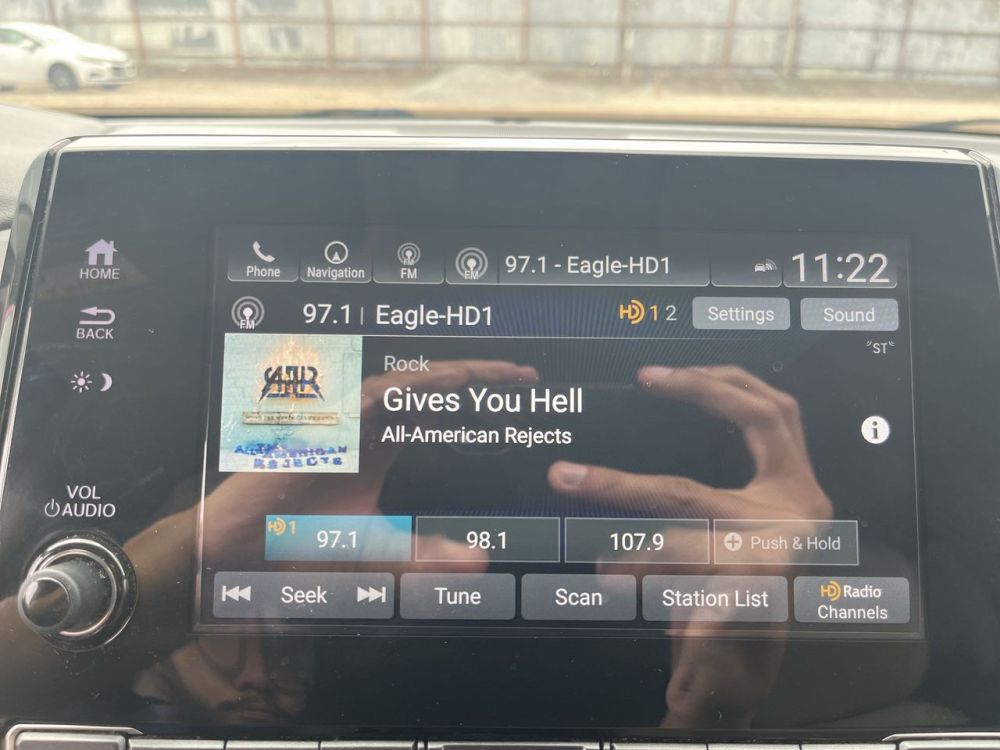 HOME
BACK
VOL
AUDIO
Phone
Navigation
FM
FM
FM
97.1 - Eagle-HD1
11:22
FM
97.1 | Eagle-HD1
HD 1 2
Settings
Sound
"ST"
Rock
Gives You Hell
All-American Rejects
i
HD 1
97.1
98.1
107.9
Push & Hold
Seek
Tune
Scan
Station List
HD Radio
Channels